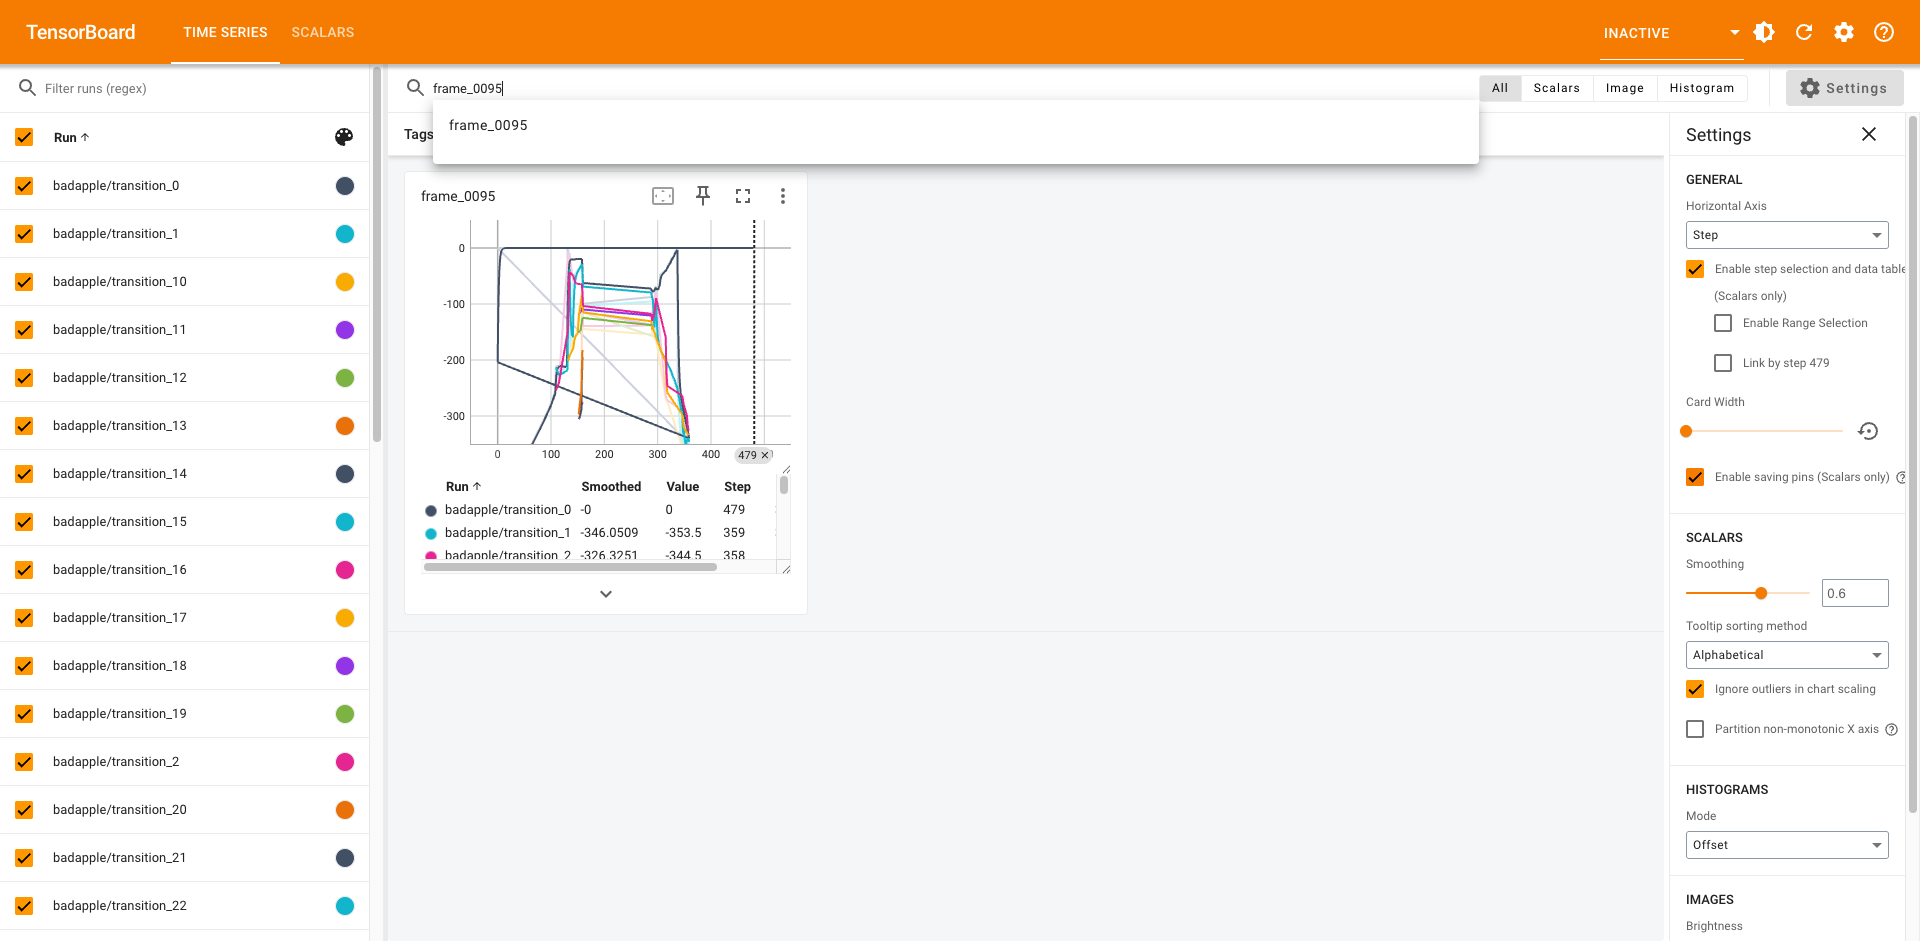 TensorBoard
TIME SERIES
SCALARS
INACTIVE
Filter runs (regex)
Run
badapple/transition_0
badapple/transition_1
badapple/transition_10
badapple/transition_11
badapple/transition_12
badapple/transition_13
badapple/transition_14
badapple/transition_15
badapple/transition_16
badapple/transition_17
badapple/transition_18
badapple/transition_19
badapple/transition_2
badapple/transition_20
badapple/transition_21
badapple/transition_22
frame_0095
All
Scalars
Image
Histogram
Settings
frame_0095
Tags
frame_0095
0
-100
-200
-300
0
100
200
300
400
479
Run
Smoothed
Value
Step
badapple/transition_0 -0 0 479
badapple/transition_1 -346.0509 -353.5 359
badapple/transition_2 -326.3251 -344.5 358
Settings
GENERAL
Horizontal Axis
Step
Enable step selection and data table
(Scalars only)
Enable Range Selection
Link by step 479
Card Width
Enable saving pins (Scalars only)
SCALARS
Smoothing
0.6
Tooltip sorting method
Alphabetical
Ignore outliers in chart scaling
Partition non-monotonic X axis
HISTOGRAMS
Mode
Offset
IMAGES
Brightness